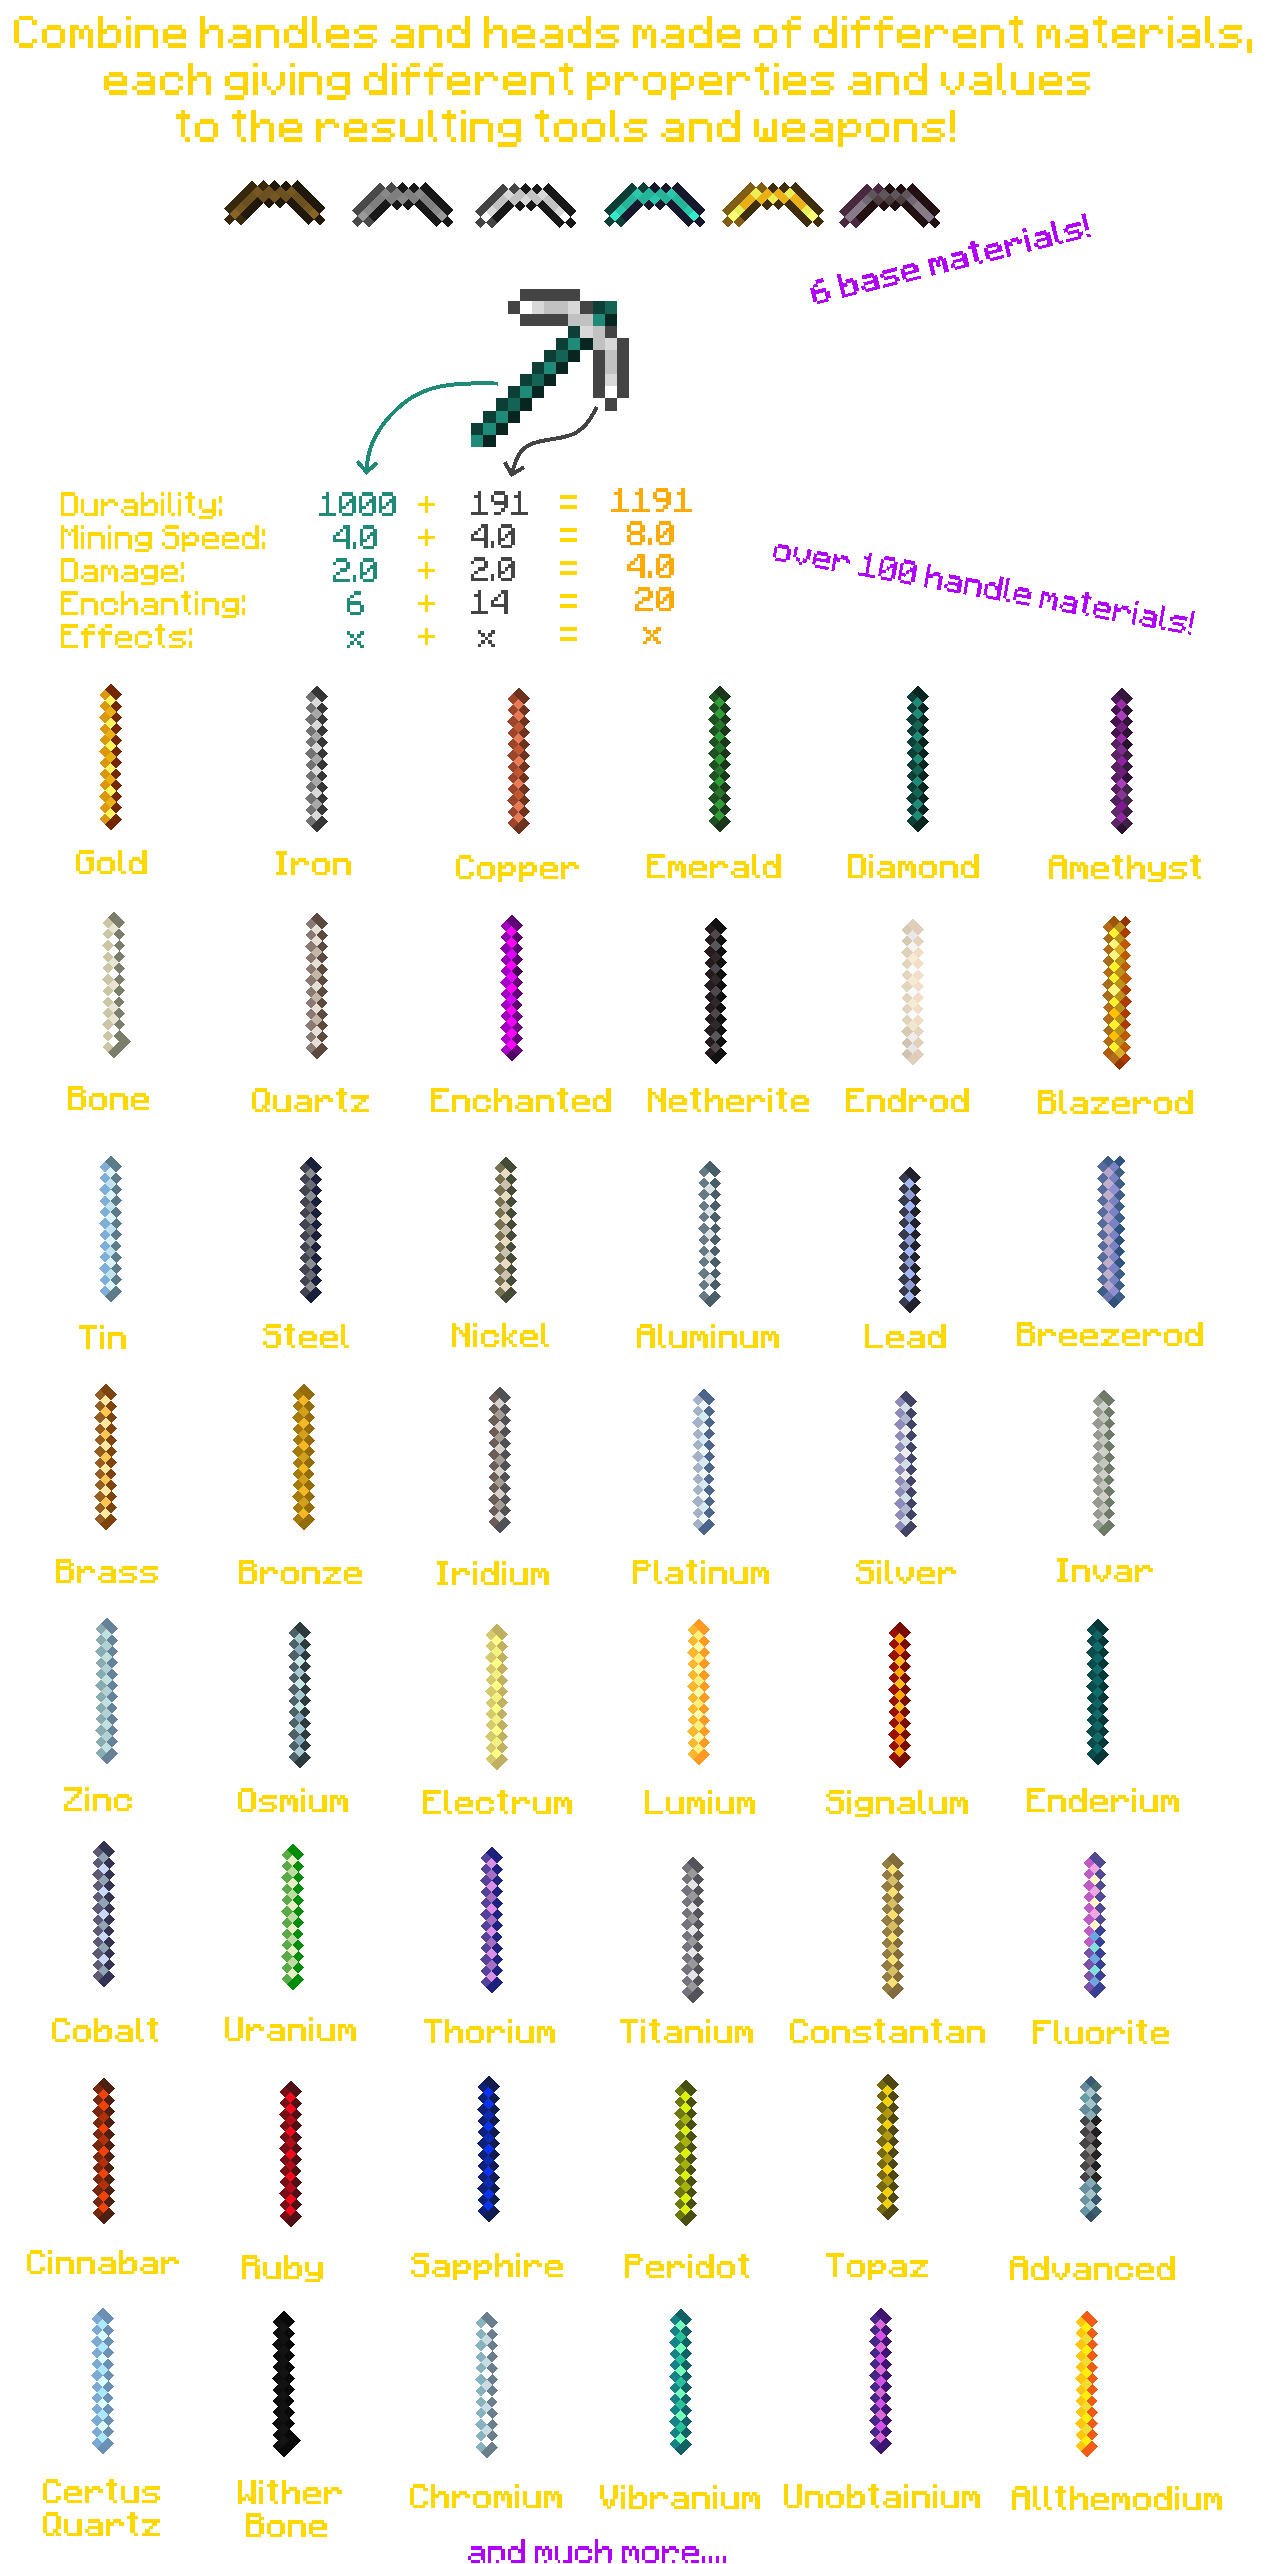 Combine handles and heads made of different materials,
each giving different properties and values
to the resulting tools and weapons!
6 base materials!
Durability: 1000 + 191 = 1191
Mining Speed: 4.0 + 4.0 = 8.0
Damage: 2.0 + 2.0 = 4.0
Enchanting: 6 + 14 = 20
Effects: x + x = x
over 100 handle materials!
Gold Iron Copper Emerald Diamond Amethyst
Bone Quartz Enchanted Netherite Endrod Blazerod
Tin Steel Nickel Aluminum Lead Breezerod
Brass Bronze Iridium Platinum Silver Invar
Zinc Osmium Electrum Lumium Signalum Enderium
Cobalt Uranium Thorium Titanium Constantan Fluorite
Cinnabar Ruby Sapphire Peridot Topaz Advanced
Certus Wither Chromium Vibranium Unobtainium Allthemodium
Quartz Bone
and much more....